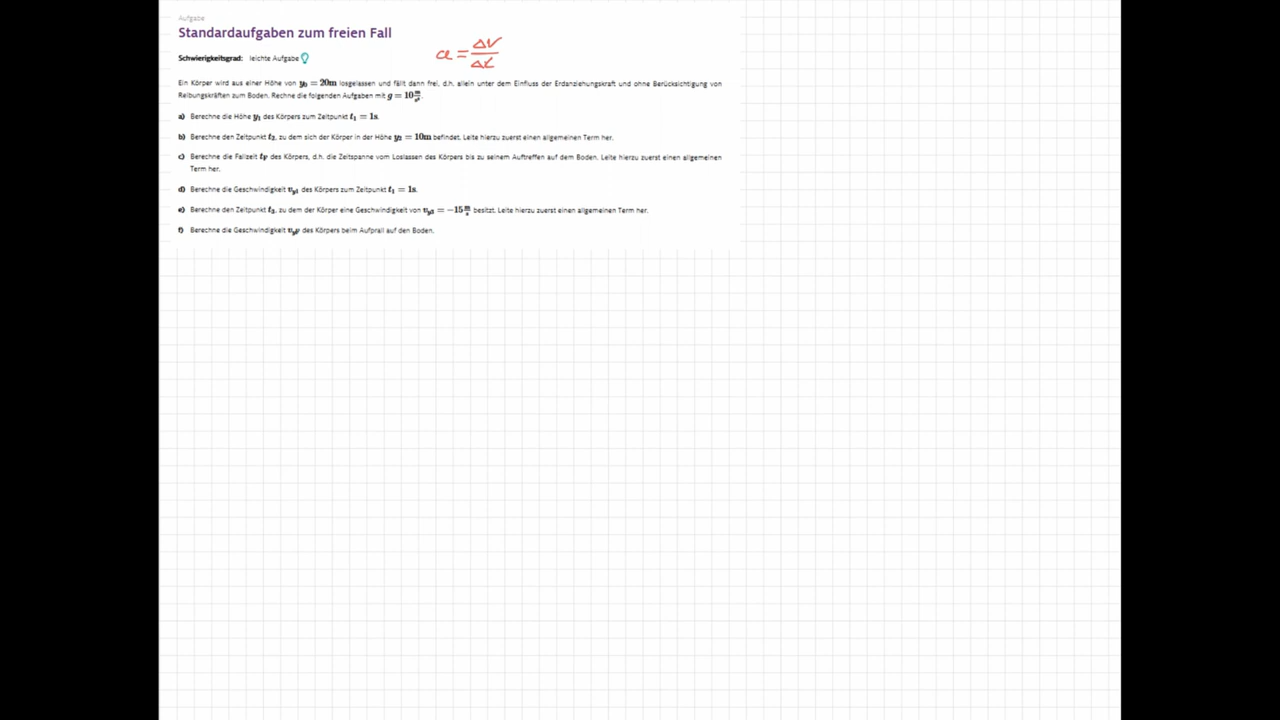 Aufgabe
Standardaufgaben zum freien Fall
Schwierigkeitsgrad: leichte Aufgabe
a = ΔV/Δt
Ein Körper wird aus einer Höhe von y₀ = 20m losgelassen und fällt dann frei, d.h. allein unter dem Einfluss der Erdanziehungskraft und ohne Berücksichtigung von
Reibungskräften zum Boden. Rechne die folgenden Aufgaben mit g = 10 m/s².
a) Berechne die Höhe y₁ des Körpers zum Zeitpunkt t₁ = 1s.
b) Berechne den Zeitpunkt t₂, zu dem sich der Körper in der Höhe y₂ = 10m befindet. Leite hierzu zuerst einen allgemeinen Term her.
c) Berechne die Fallzeit t_F des Körpers, d.h. die Zeitspanne vom Loslassen des Körpers bis zu seinem Auftreffen auf dem Boden. Leite hierzu zuerst einen allgemeinen
Term her.
d) Berechne die Geschwindigkeit v_y1 des Körpers zum Zeitpunkt t₁ = 1s.
e) Berechne den Zeitpunkt t₃, zu dem der Körper eine Geschwindigkeit von v_y3 = −15 m/s besitzt. Leite hierzu zuerst einen allgemeinen Term her.
f) Berechne die Geschwindigkeit v_yF des Körpers beim Aufprall auf den Boden.